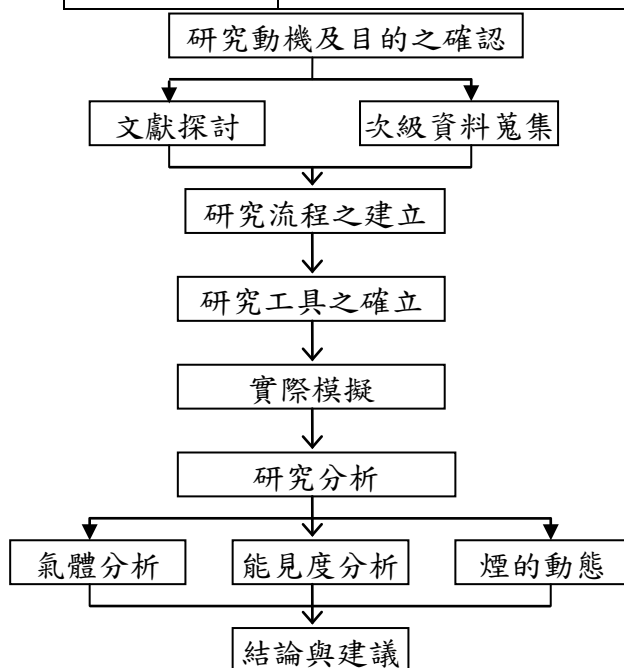 研究動機及目的之確認
文獻探討
次級資料蒐集
研究流程之建立
研究工具之確立
實際模擬
研究分析
氣體分析
能見度分析
煙的動態
結論與建議